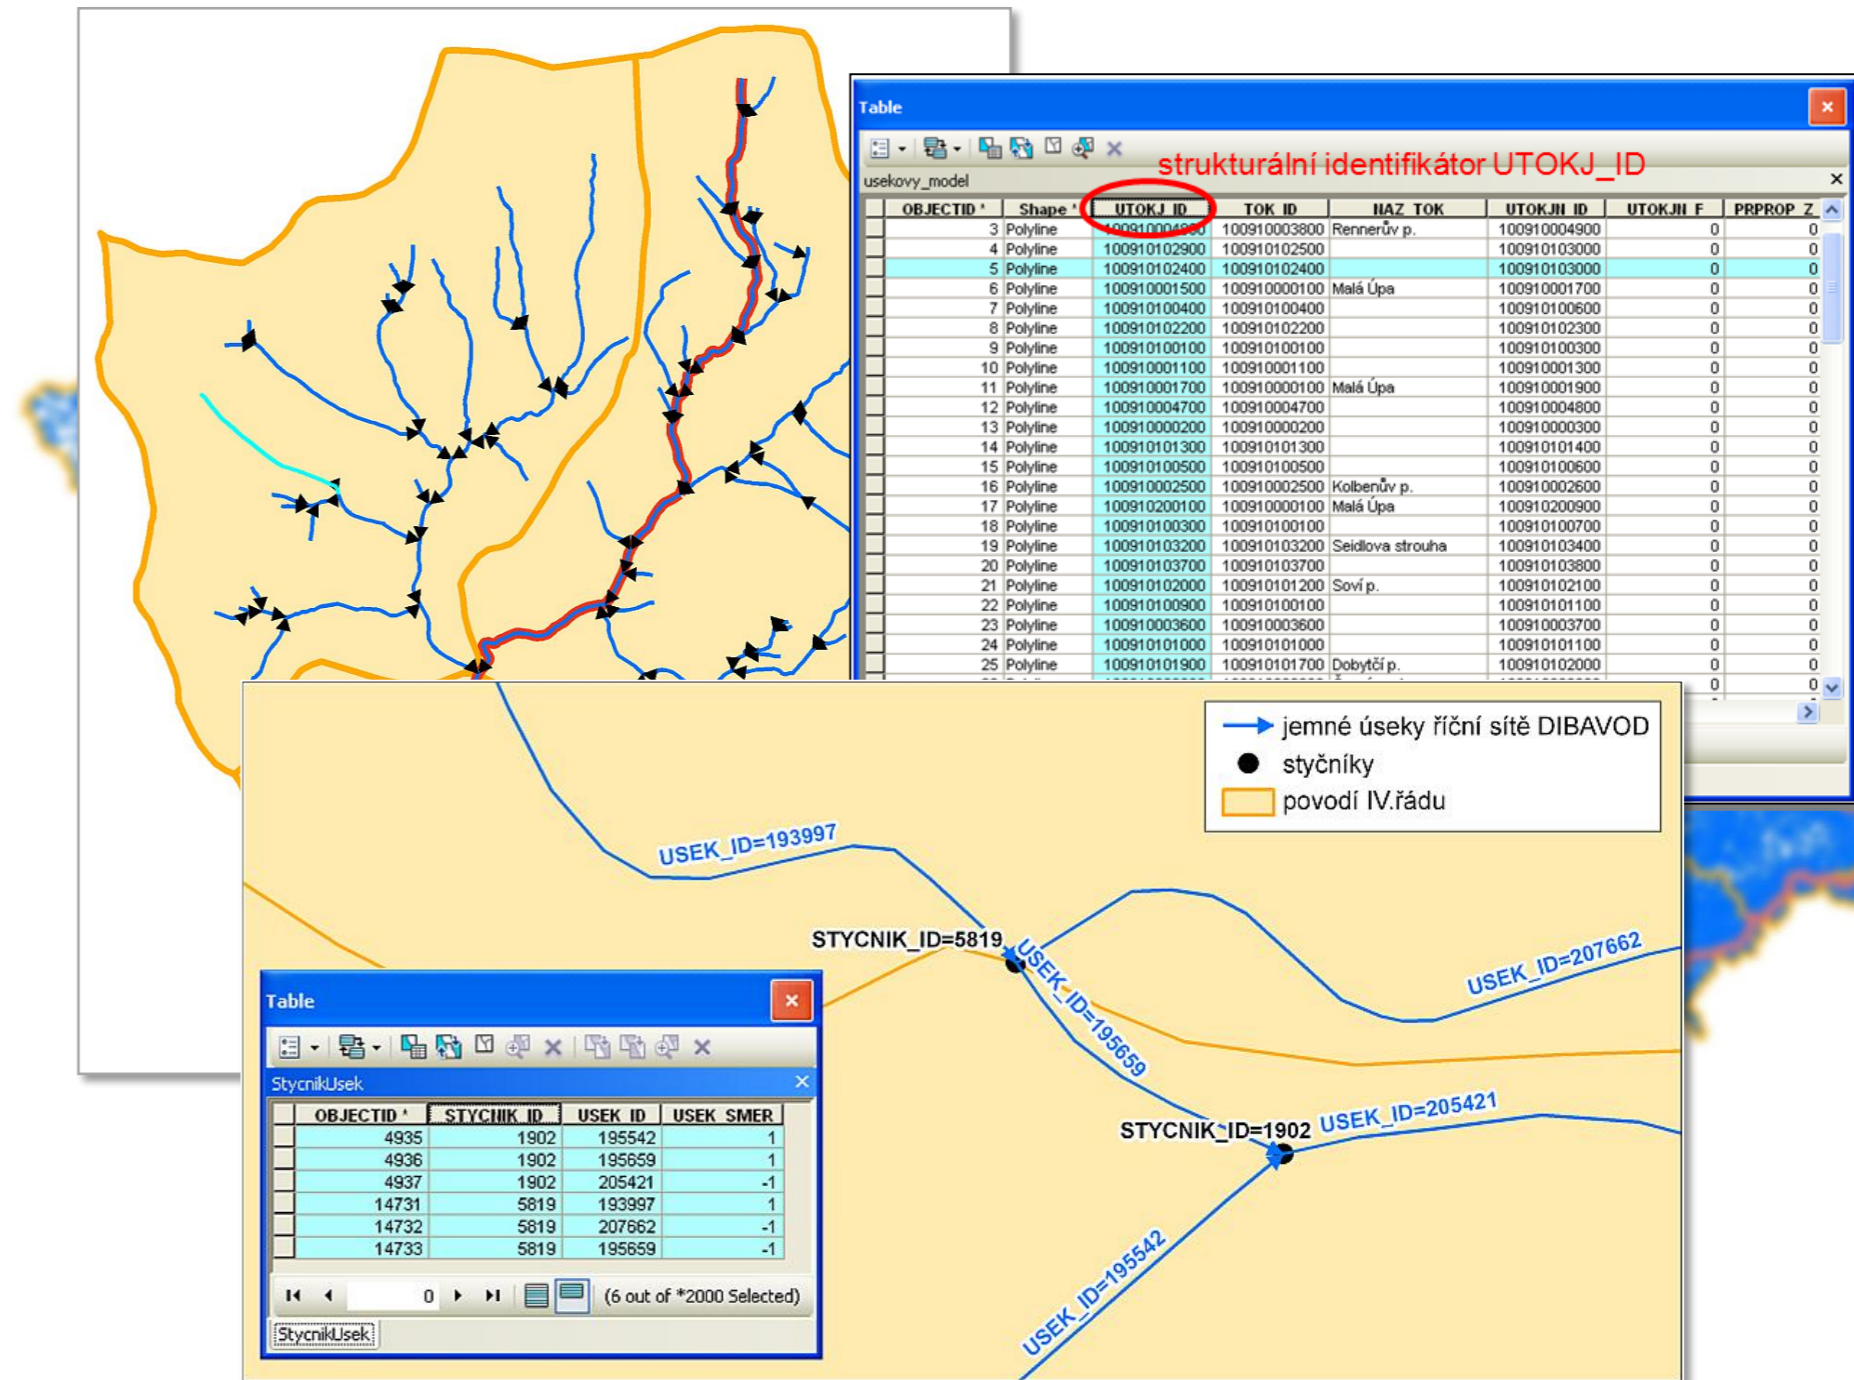 Table
strukturální identifikátor UTOKJ_ID
usekovy_model
OBJECTID * Shape * UTOKJ_ID TOK_ID NAZ_TOK UTOKJN_ID UTOKJN_F PRPROP_Z
3 Polyline 100910004800 100910003800 Rennerův p. 100910004900 0 0
4 Polyline 100910102900 100910102500 100910103000 0 0
5 Polyline 100910102400 100910102400 100910103000 0 0
6 Polyline 100910001500 100910000100 Malá Úpa 100910001700 0 0
7 Polyline 100910100400 100910100400 100910100600 0 0
8 Polyline 100910102200 100910102200 100910102300 0 0
9 Polyline 100910100100 100910100100 100910100300 0 0
10 Polyline 100910001100 100910001100 100910001300 0 0
11 Polyline 100910001700 100910000100 Malá Úpa 100910001900 0 0
12 Polyline 100910004700 100910004700 100910004800 0 0
13 Polyline 100910000200 100910000200 100910000300 0 0
14 Polyline 100910101300 100910101300 100910101400 0 0
15 Polyline 100910100500 100910100500 100910100600 0 0
16 Polyline 100910002500 100910002500 Kolbenův p. 100910002600 0 0
17 Polyline 100910200100 100910000100 Malá Úpa 100910200900 0 0
18 Polyline 100910100300 100910100100 100910100700 0 0
19 Polyline 100910103200 100910103200 Seidlova strouha 100910103400 0 0
20 Polyline 100910103700 100910103700 100910103800 0 0
21 Polyline 100910102000 100910101200 Soví p. 100910102100 0 0
22 Polyline 100910100900 100910100100 100910101100 0 0
23 Polyline 100910003600 100910003600 100910003700 0 0
24 Polyline 100910101000 100910101000 100910101100 0 0
25 Polyline 100910101900 100910101700 Dobytčí p. 100910102000 0 0
0 0
jemné úseky říční sítě DIBAVOD
styčníky
povodí IV.řádu
USEK_ID=193997
STYCNIK_ID=5819
USEK_ID=207662
USEK_ID=195659
STYCNIK_ID=1902
USEK_ID=205421
USEK_ID=195542
Table
StycnikUsek
OBJECTID * STYCNIK_ID USEK_ID USEK_SMER
4935 1902 195542 1
4936 1902 195659 1
4937 1902 205421 -1
14731 5819 193997 1
14732 5819 207662 -1
14733 5819 195659 -1
0 (6 out of *2000 Selected)
StycnikUsek